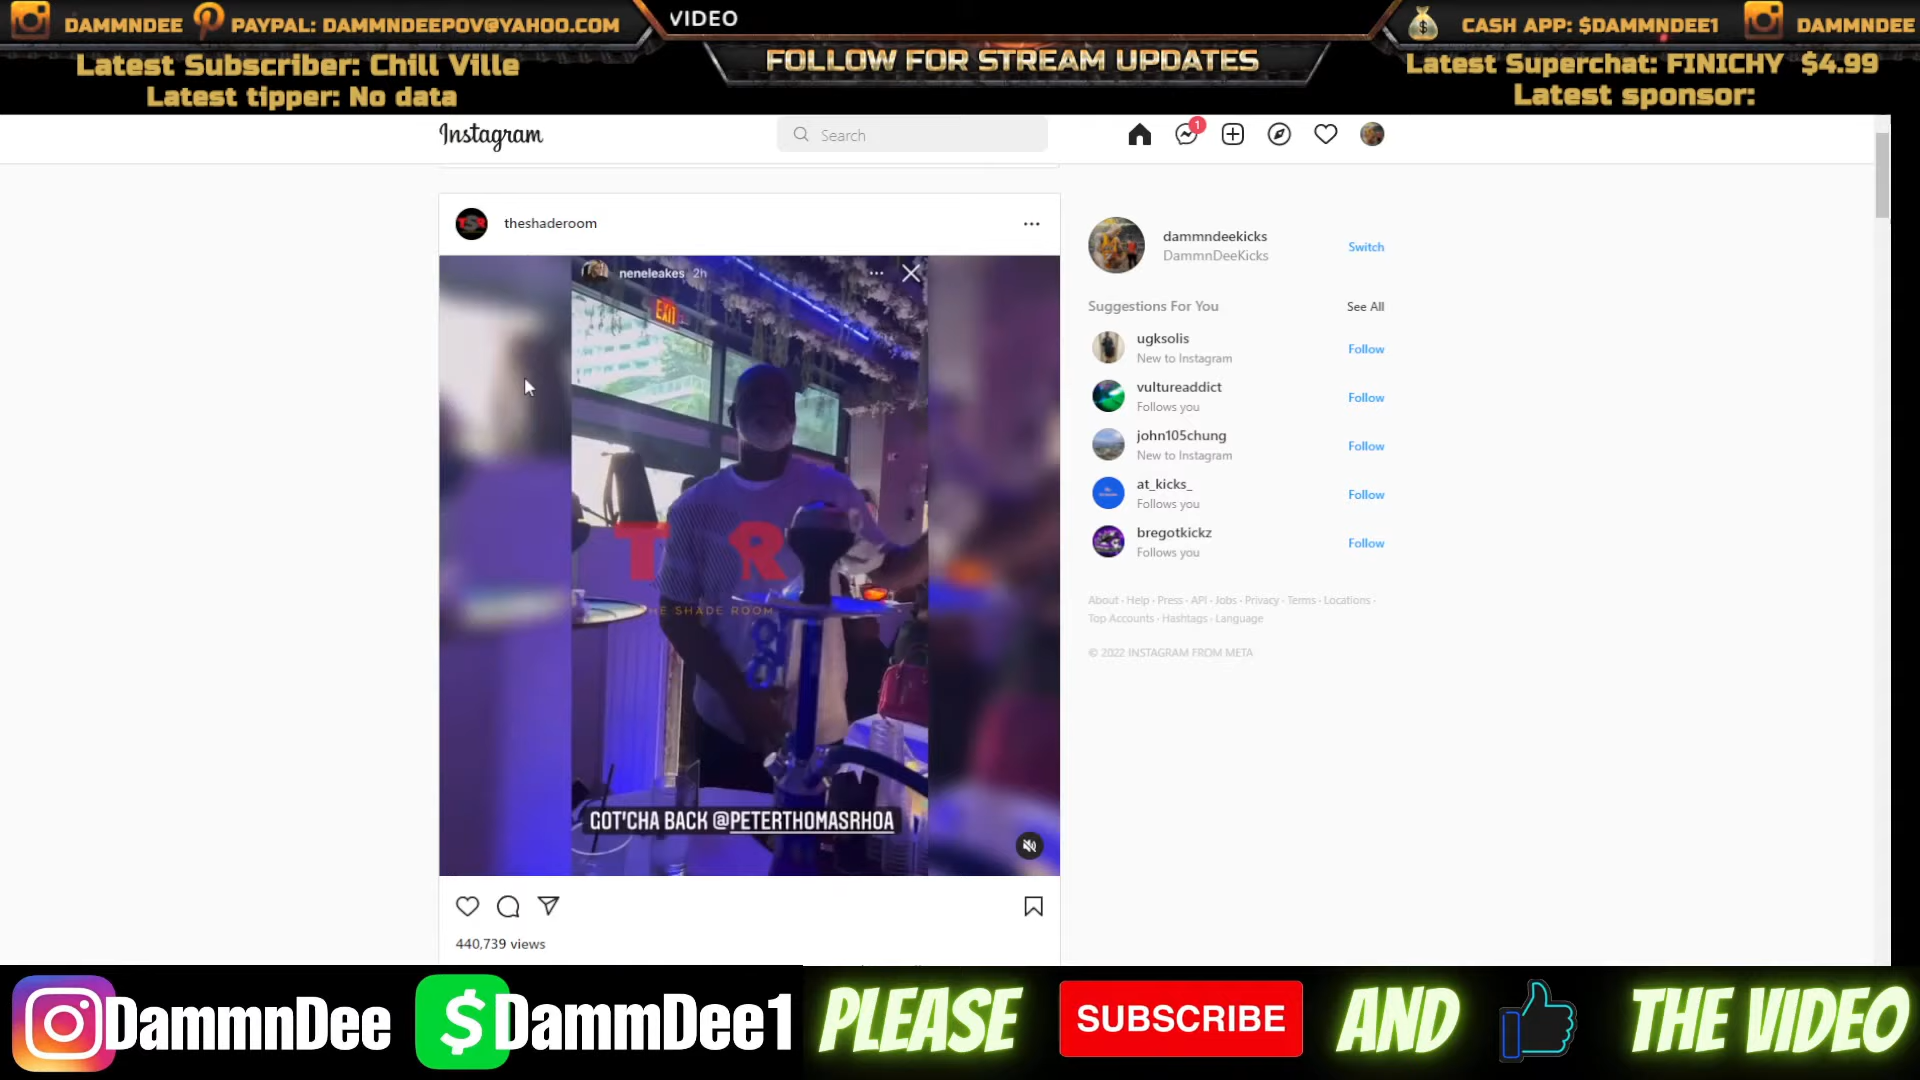 DAMMNDEE
PAYPAL: DAMMNDEEPOV@YAHOO.COM
VIDEO
CASH APP: $DAMMNDEE1
DAMMNDEE
FOLLOW FOR STREAM UPDATES
Latest Subscriber: Chill Ville
Latest tipper: No data
Latest Superchat: FINICHY $4.99
Latest sponsor:
Instagram
Search
1
TSR
theshaderoom
neneleakes 2h
EXIT
T R
THE SHADE ROOM
GOT'CHA BACK @PETERTHOMASRHOA
440,739 views
dammndeekicks
DammnDeeKicks
Switch
Suggestions For You
See All
ugksolis
New to Instagram
Follow
vultureaddict
Follows you
Follow
john105chung
New to Instagram
Follow
at_kicks_
Follows you
Follow
bregotkickz
Follows you
Follow
About · Help · Press · API · Jobs · Privacy · Terms · Locations ·
Top Accounts · Hashtags · Language
© 2022 INSTAGRAM FROM META
DammnDee
$DammDee1
PLEASE
SUBSCRIBE
AND
THE VIDEO